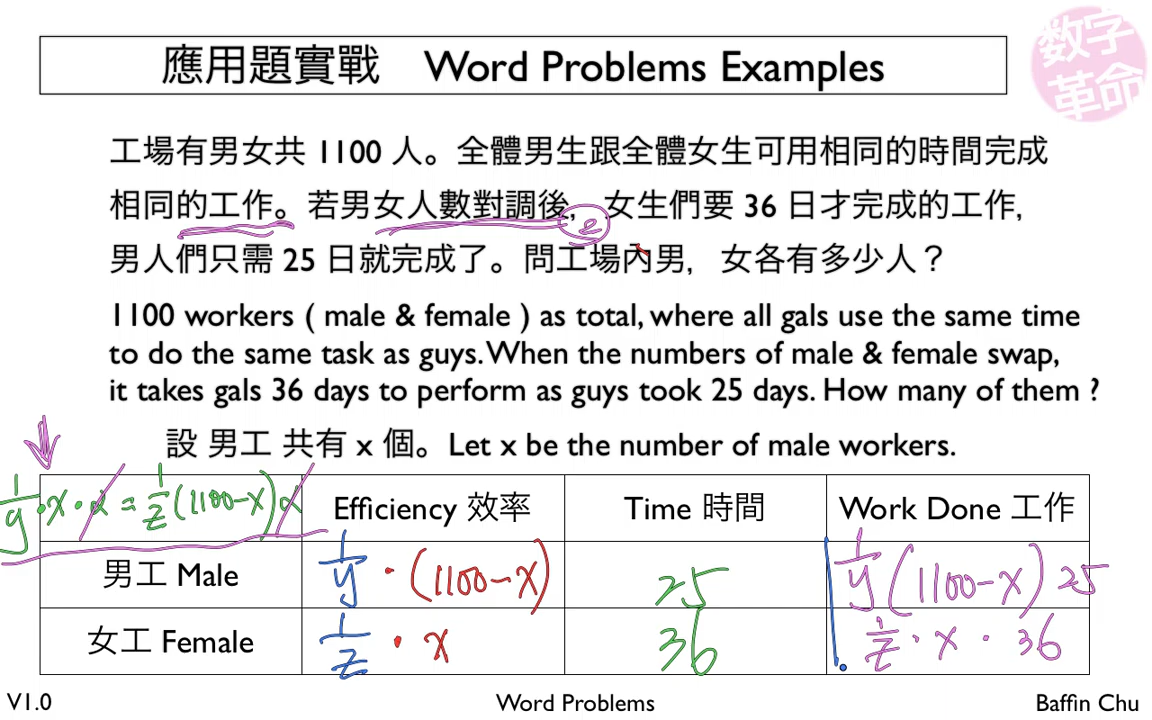 应用題實戰 Word Problems Examples
数字
革命
工場有男女共 1100 人。全體男生跟全體女生可用相同的時間完成
相同的工作。若男女人數對調後，女生們要 36 日才完成的工作,
2
男人們只需 25 日就完成了。問工場內男，女各有多少人？
1100 workers ( male & female ) as total, where all gals use the same time
to do the same task as guys. When the numbers of male & female swap,
it takes gals 36 days to perform as guys took 25 days. How many of them ?
設 男工 共有 x 個。Let x be the number of male workers.
1/y · x · d = 1/z (1100-x) d
Efficiency 效率 Time 時間 Work Done 工作
男工 Male 1/y · (1100-x) 25 1/y (1100-x) 25
女工 Female 1/z · x 36 1/z · x · 36
V1.0 Word Problems Baffin Chu